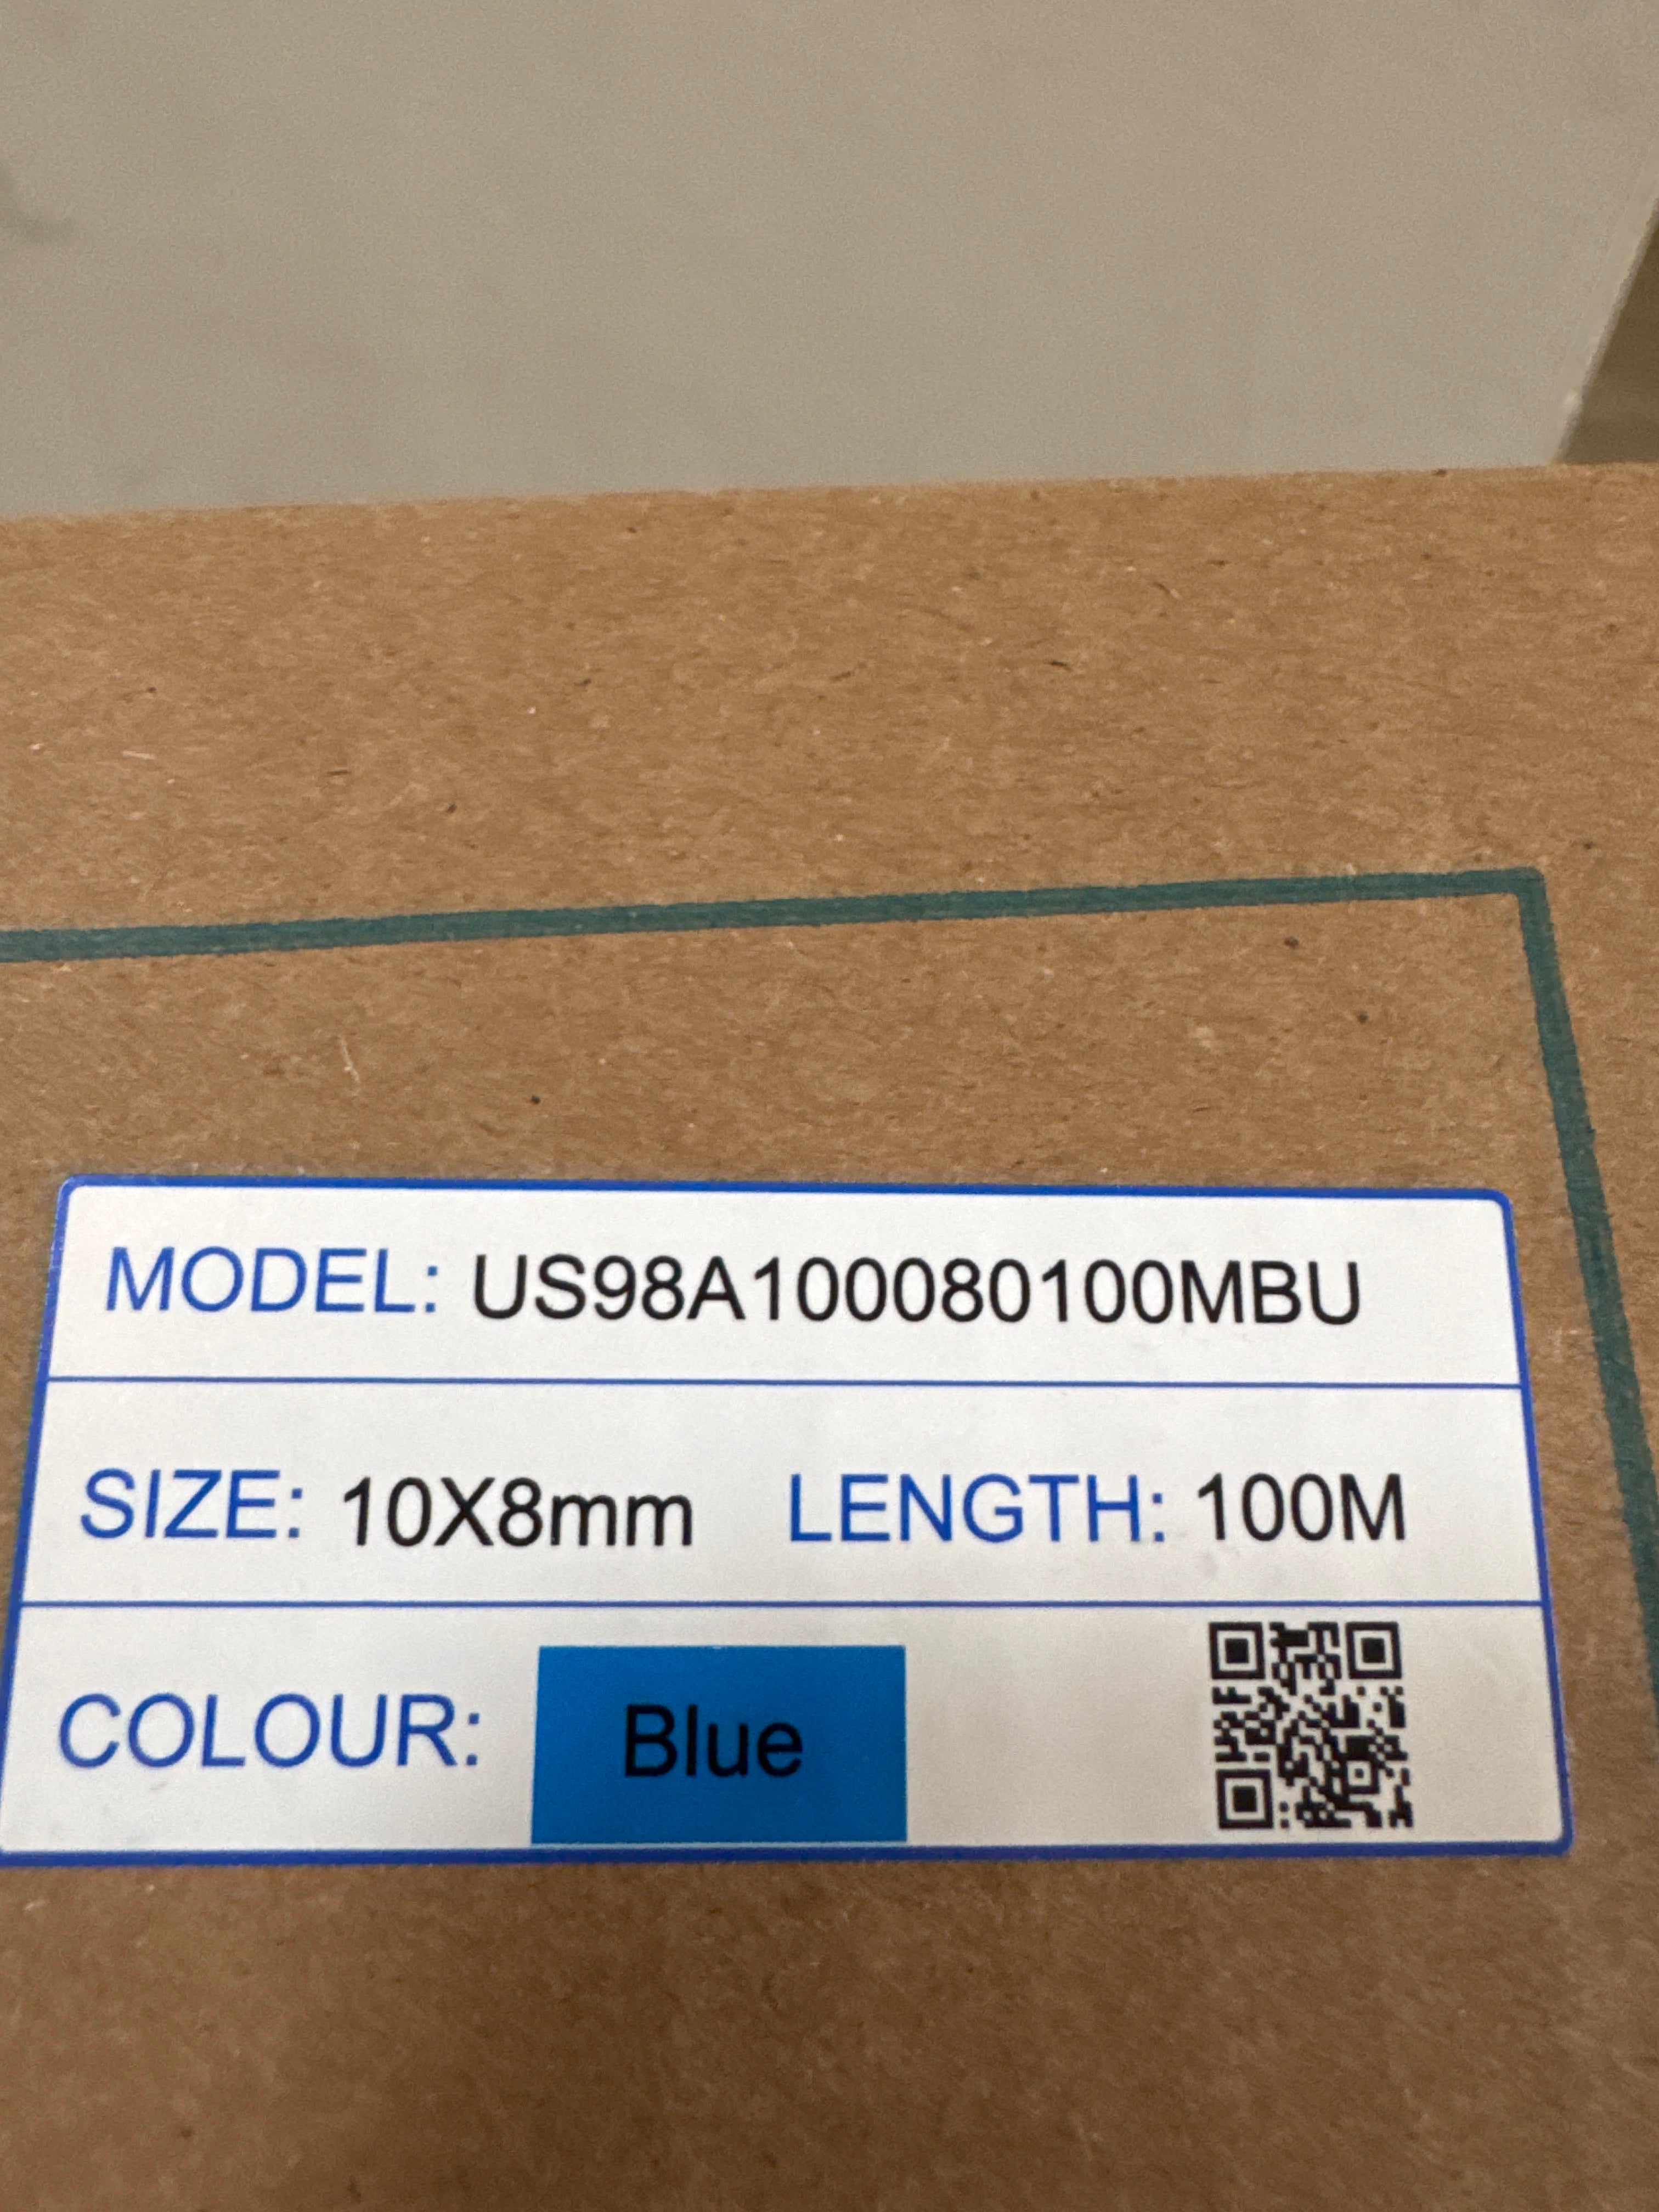 MODEL: US98A100080100MBU
SIZE: 10X8mm LENGTH: 100M
COLOUR: Blue